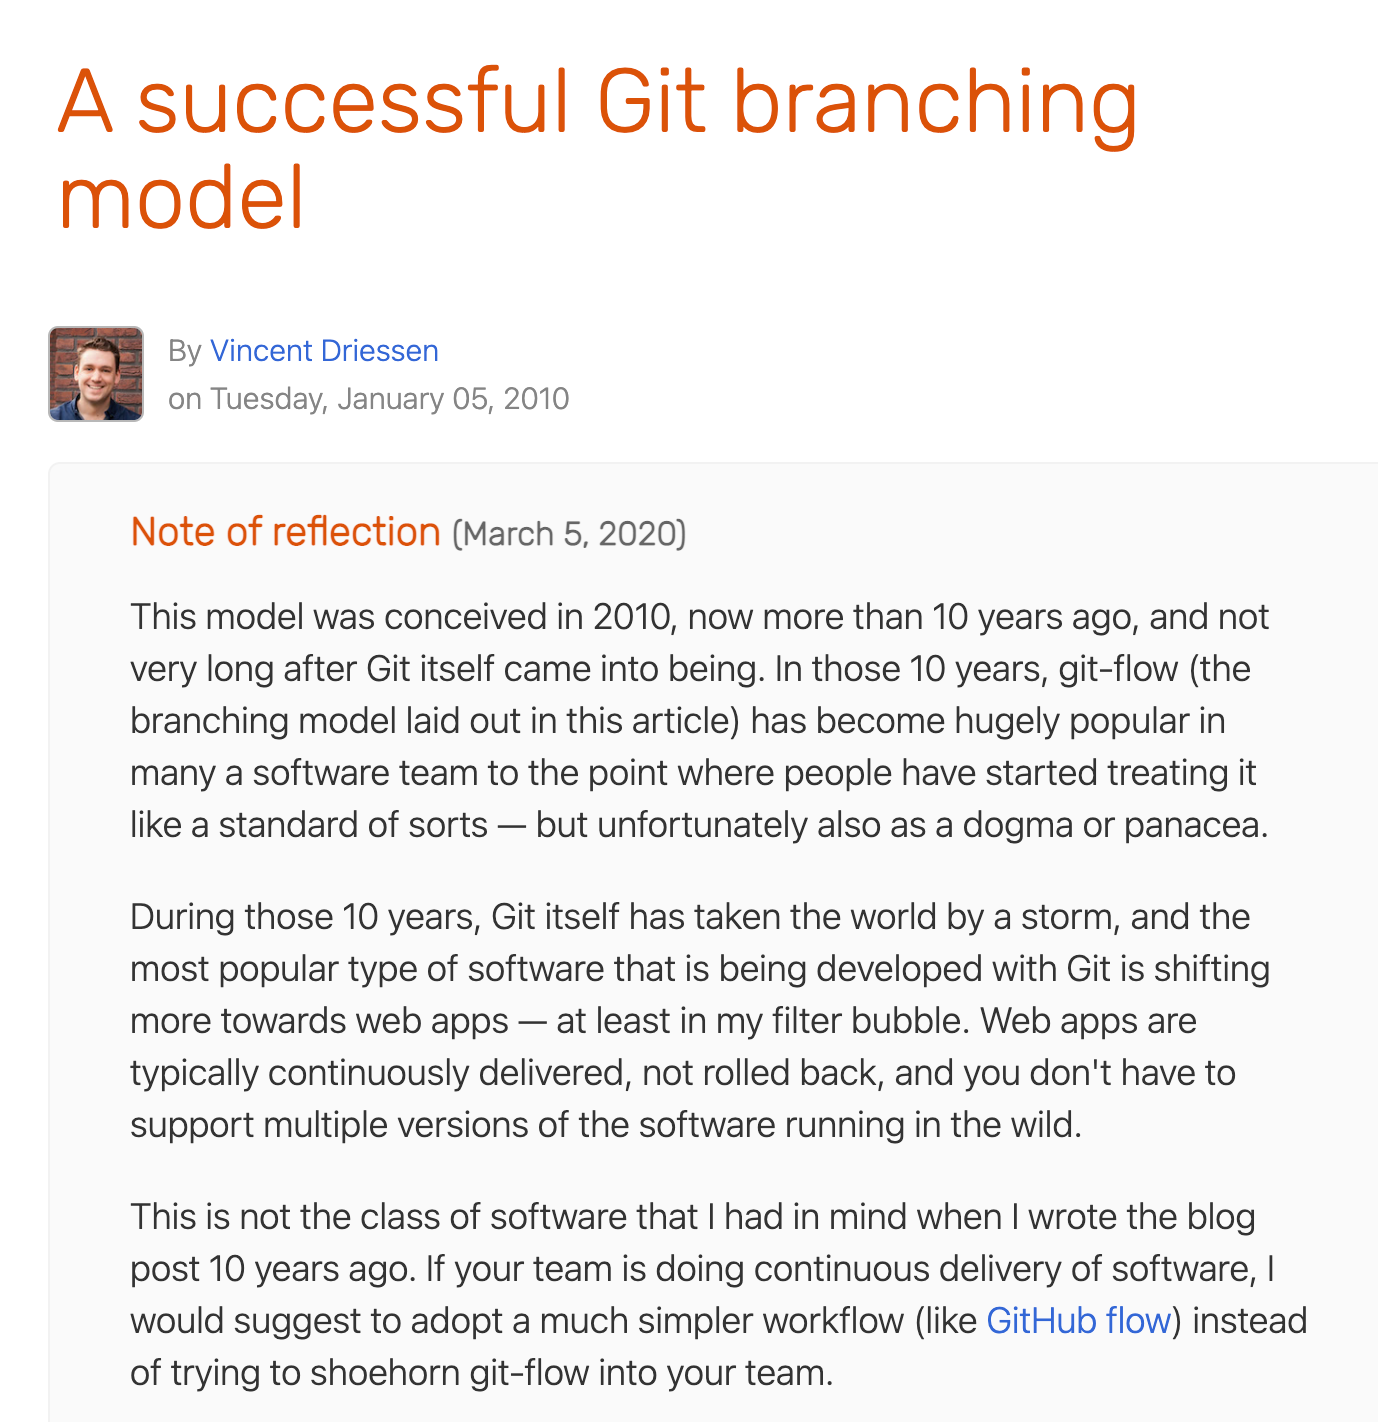 A successful Git branching
model
By Vincent Driessen
on Tuesday, January 05, 2010
Note of reflection (March 5, 2020)
This model was conceived in 2010, now more than 10 years ago, and not
very long after Git itself came into being. In those 10 years, git-flow (the
branching model laid out in this article) has become hugely popular in
many a software team to the point where people have started treating it
like a standard of sorts — but unfortunately also as a dogma or panacea.
During those 10 years, Git itself has taken the world by a storm, and the
most popular type of software that is being developed with Git is shifting
more towards web apps — at least in my filter bubble. Web apps are
typically continuously delivered, not rolled back, and you don't have to
support multiple versions of the software running in the wild.
This is not the class of software that I had in mind when I wrote the blog
post 10 years ago. If your team is doing continuous delivery of software, I
would suggest to adopt a much simpler workflow (like GitHub flow) instead
of trying to shoehorn git-flow into your team.